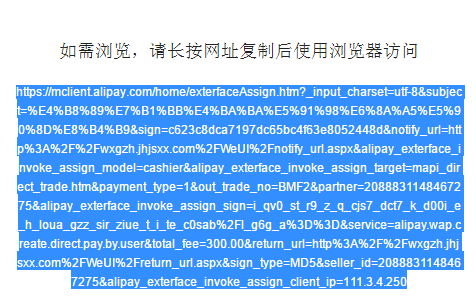 如需浏览，请长按网址复制后使用浏览器访问
https://mclient.alipay.com/home/exterfaceAssign.htm?_input_charset=utf-8&subjec
t=%E4%B8%89%E7%B1%BB%E4%BA%BA%E5%91%98%E6%8A%A5%E5%9
0%8D%E8%B4%B9&sign=c623c8dca7197dc65bc4f63e8052448d&notify_url=htt
p%3A%2F%2Fwxgzh.jhjsxx.com%2FWeUI%2Fnotify_url.aspx&alipay_exterface_i
nvoke_assign_model=cashier&alipay_exterface_invoke_assign_target=mapi_dir
ect_trade.htm&payment_type=1&out_trade_no=BMF2&partner=20888311484672
75&alipay_exterface_invoke_assign_sign=i_qv0_st_r9_z_q_cjs7_dcf7_k_d00i_e
i_h_loua_gzz_sir_ziue_t_i_te_c0sab%2Fl_g6g_a%3D%3D&service=alipay.wap.c
reate.direct.pay.by.user&total_fee=300.00&return_url=http%3A%2F%2Fwxgzh.jhj
sxx.com%2FWeUI%2Freturn_url.aspx&sign_type=MD5&seller_id=208883114846
7275&alipay_exterface_invoke_assign_client_ip=111.3.4.250